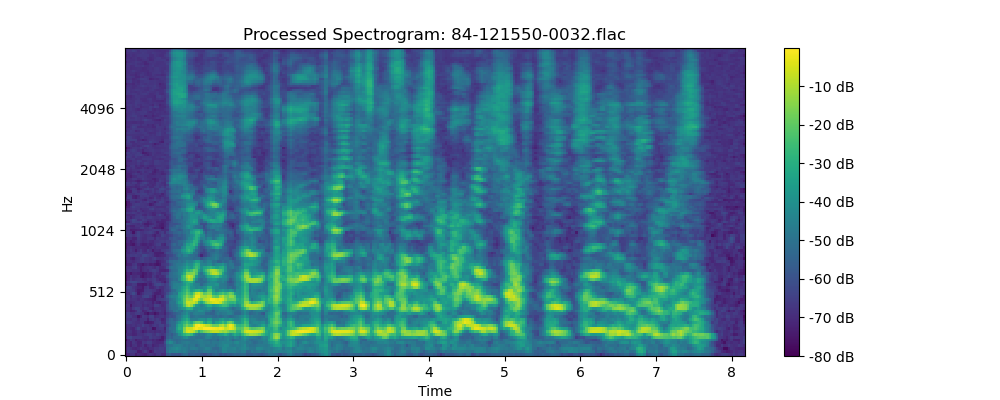 Processed Spectrogram: 84-121550-0032.flac
Hz
4096
2048
1024
512
0
0 1 2 3 4 5 6 7 8
Time
-10 dB
-20 dB
-30 dB
-40 dB
-50 dB
-60 dB
-70 dB
-80 dB